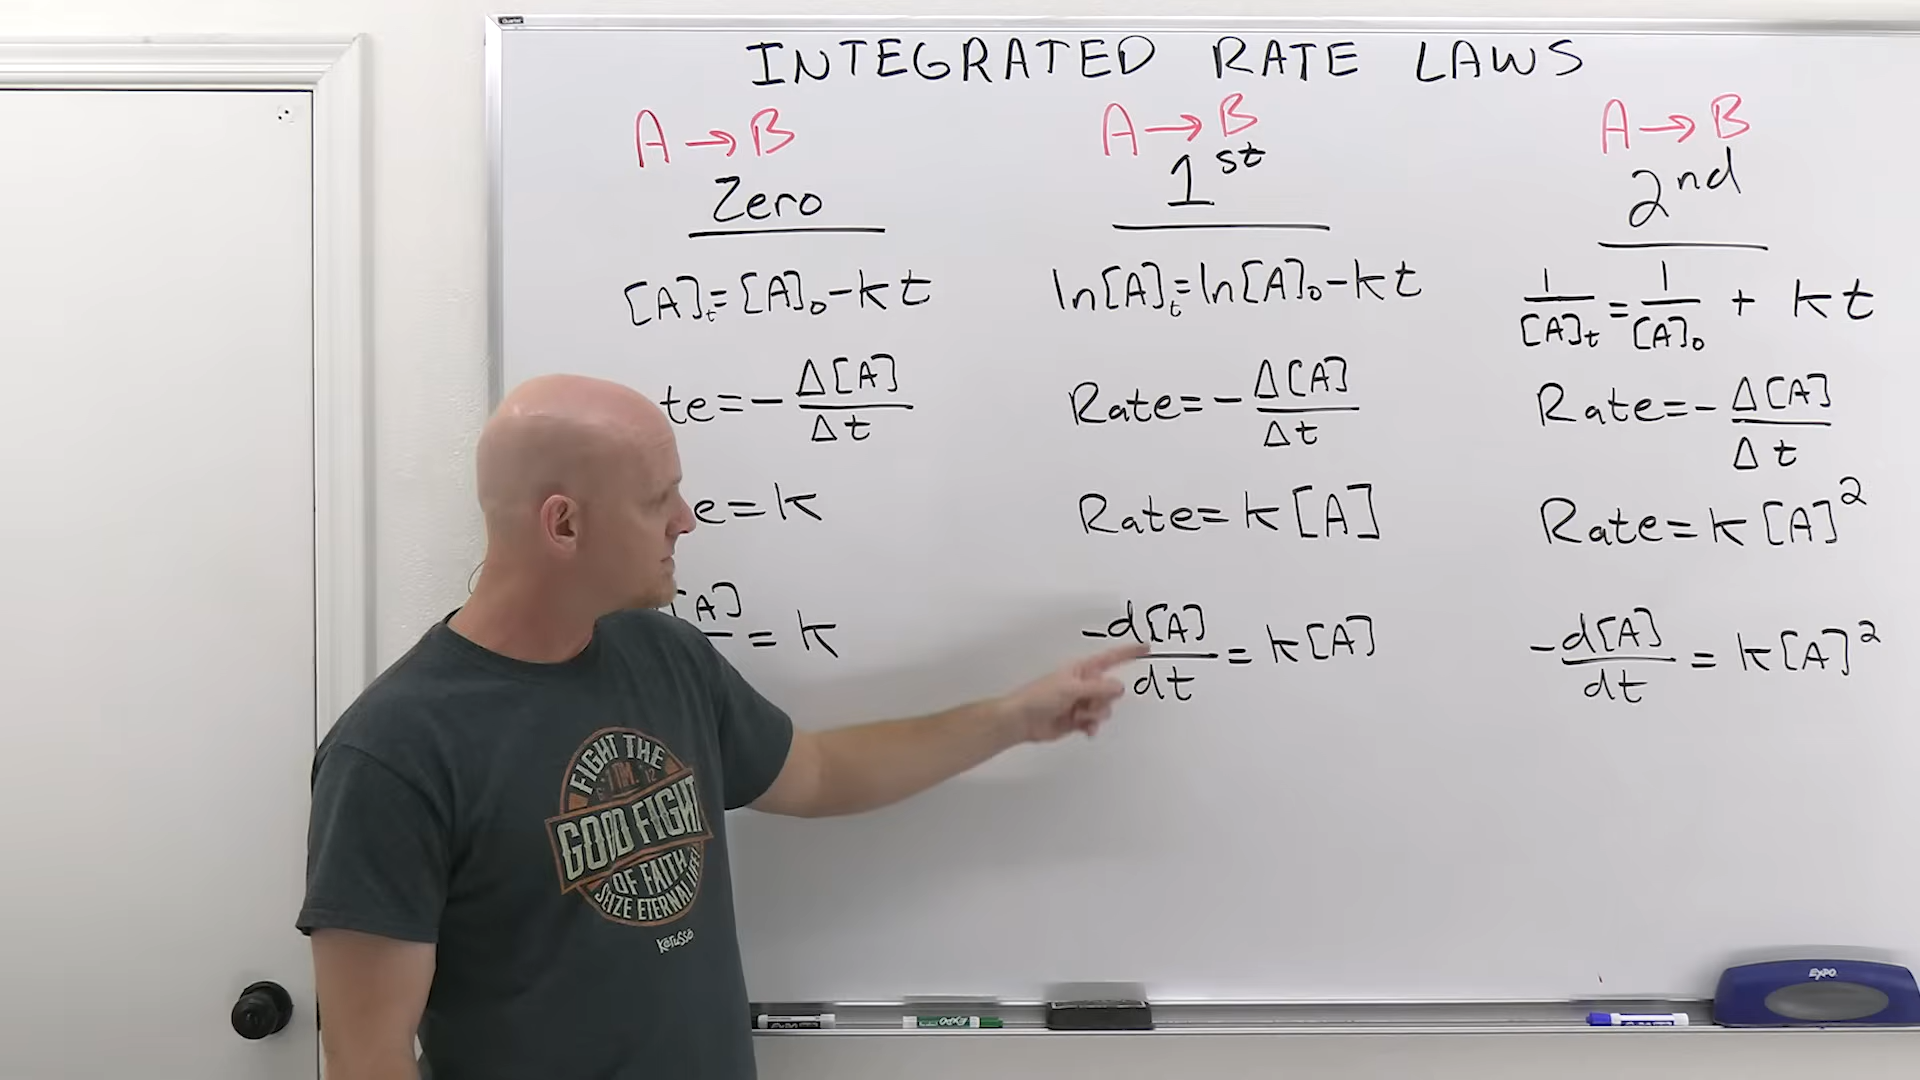 INTEGRATED RATE LAWS
A → B
Zero
[A]t = [A]₀ - kt
te = - Δ[A]/Δt
e = k
[A]
= k
A → B
1st
ln[A]t = ln[A]₀ - kt
Rate = - Δ[A]/Δt
Rate = k[A]
-d[A]/dt = k[A]
A → B
2nd
1/[A]t = 1/[A]₀ + kt
Rate = - Δ[A]/Δt
Rate = k[A]²
-d[A]/dt = k[A]²
FIGHT THE
GOOD FIGHT
OF FAITH
SEIZE ETERNAL LIFE!
Kerusso
EXPO